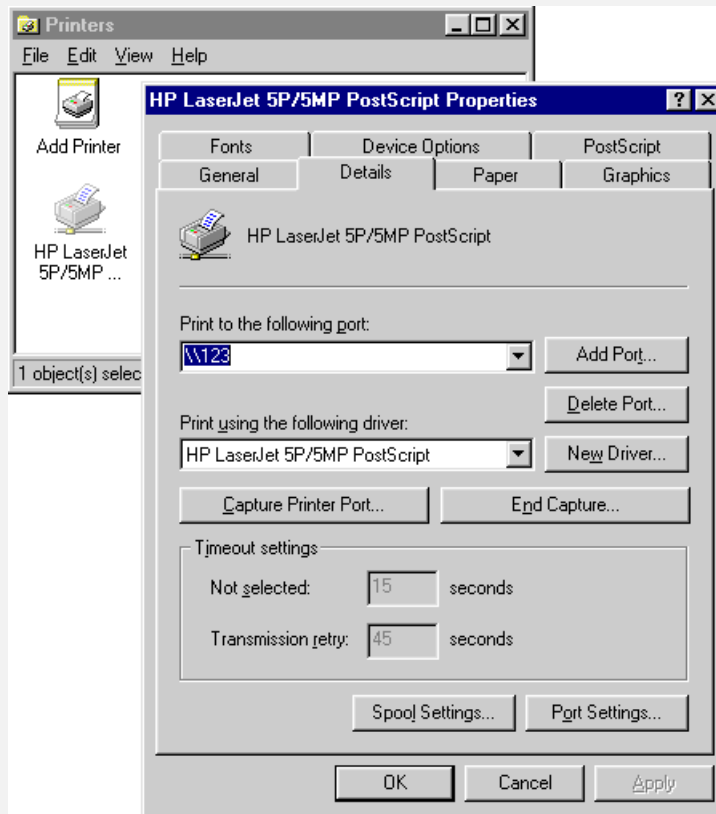 Printers
File Edit View Help
Add Printer
HP LaserJet
5P/5MP ...
1 object(s) selec
HP LaserJet 5P/5MP PostScript Properties
Fonts Device Options PostScript
General Details Paper Graphics
HP LaserJet 5P/5MP PostScript
Print to the following port:
\\123 Add Port...
Delete Port...
Print using the following driver:
HP LaserJet 5P/5MP PostScript New Driver...
Capture Printer Port... End Capture...
Timeout settings
Not selected: 15 seconds
Transmission retry: 45 seconds
Spool Settings... Port Settings...
OK Cancel Apply